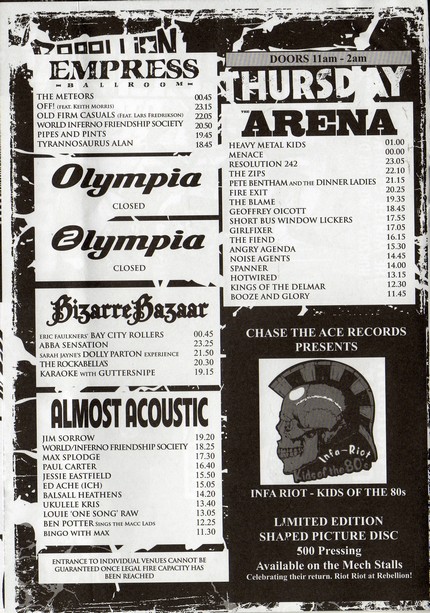 REBELLION
EMPRESS
BALLROOM
THE METEORS 00.45
OFF! (FEAT. KEITH MORRIS) 23.15
OLD FIRM CASUALS (FEAT. LARS FREDRIKSON) 22.05
WORLD INFERNO FRIENDSHIP SOCIETY 20.50
PIPES AND PINTS 19.45
TYRANNOSAURUS ALAN 18.45
Olympia
CLOSED
2
Olympia
CLOSED
Bizarre Bazaar
ERIC FAULKNERS' BAY CITY ROLLERS 00.45
ABBA SENSATION 23.25
SARAH JAYNE'S DOLLY PARTON EXPERIENCE 21.50
THE ROCKABELLA'S 20.30
KARAOKE WITH GUTTERSNIPE 19.15
ALMOST ACOUSTIC
JIM SORROW 19.20
WORLD/INFERNO FRIENDSHIP SOCIETY 18.25
MAX SPLODGE 17.30
PAUL CARTER 16.40
JESSIE EASTFIELD 15.50
ED ACHE (ICH) 15.05
BALSALL HEATHENS 14.20
UKULELE KRIS 13.40
LOUIE 'ONE SONG' RAW 13.05
BEN POTTER SINGS THE MACC LADS 12.25
BINGO WITH MAX 11.30
ENTRANCE TO INDIVIDUAL VENUES CANNOT BE
GUARANTEED ONCE LEGAL FIRE CAPACITY HAS
BEEN REACHED
DOORS 11am - 2am
THURSDAY
THE
ARENA
HEAVY METAL KIDS 01.00
MENACE 00.00
RESOLUTION 242 23.05
THE ZIPS 22.10
PETE BENTHAM AND THE DINNER LADIES 21.15
FIRE EXIT 20.25
THE BLAME 19.35
GEOFFREY OICOTT 18.45
SHORT BUS WINDOW LICKERS 17.55
GIRLFIXER 17.05
THE FIEND 16.15
ANGRY AGENDA 15.30
NOISE AGENTS 14.45
SPANNER 14.00
HOTWIRED 13.15
KINGS OF THE DELMAR 12.30
BOOZE AND GLORY 11.45
CHASE THE ACE RECORDS
PRESENTS
Infa-Riot
Kids of the 80's
INFA RIOT - KIDS OF THE 80s
LIMITED EDITION
SHAPED PICTURE DISC
500 Pressing
Available on the Mech Stalls
Celebrating their return. Riot Riot at Rebellion!